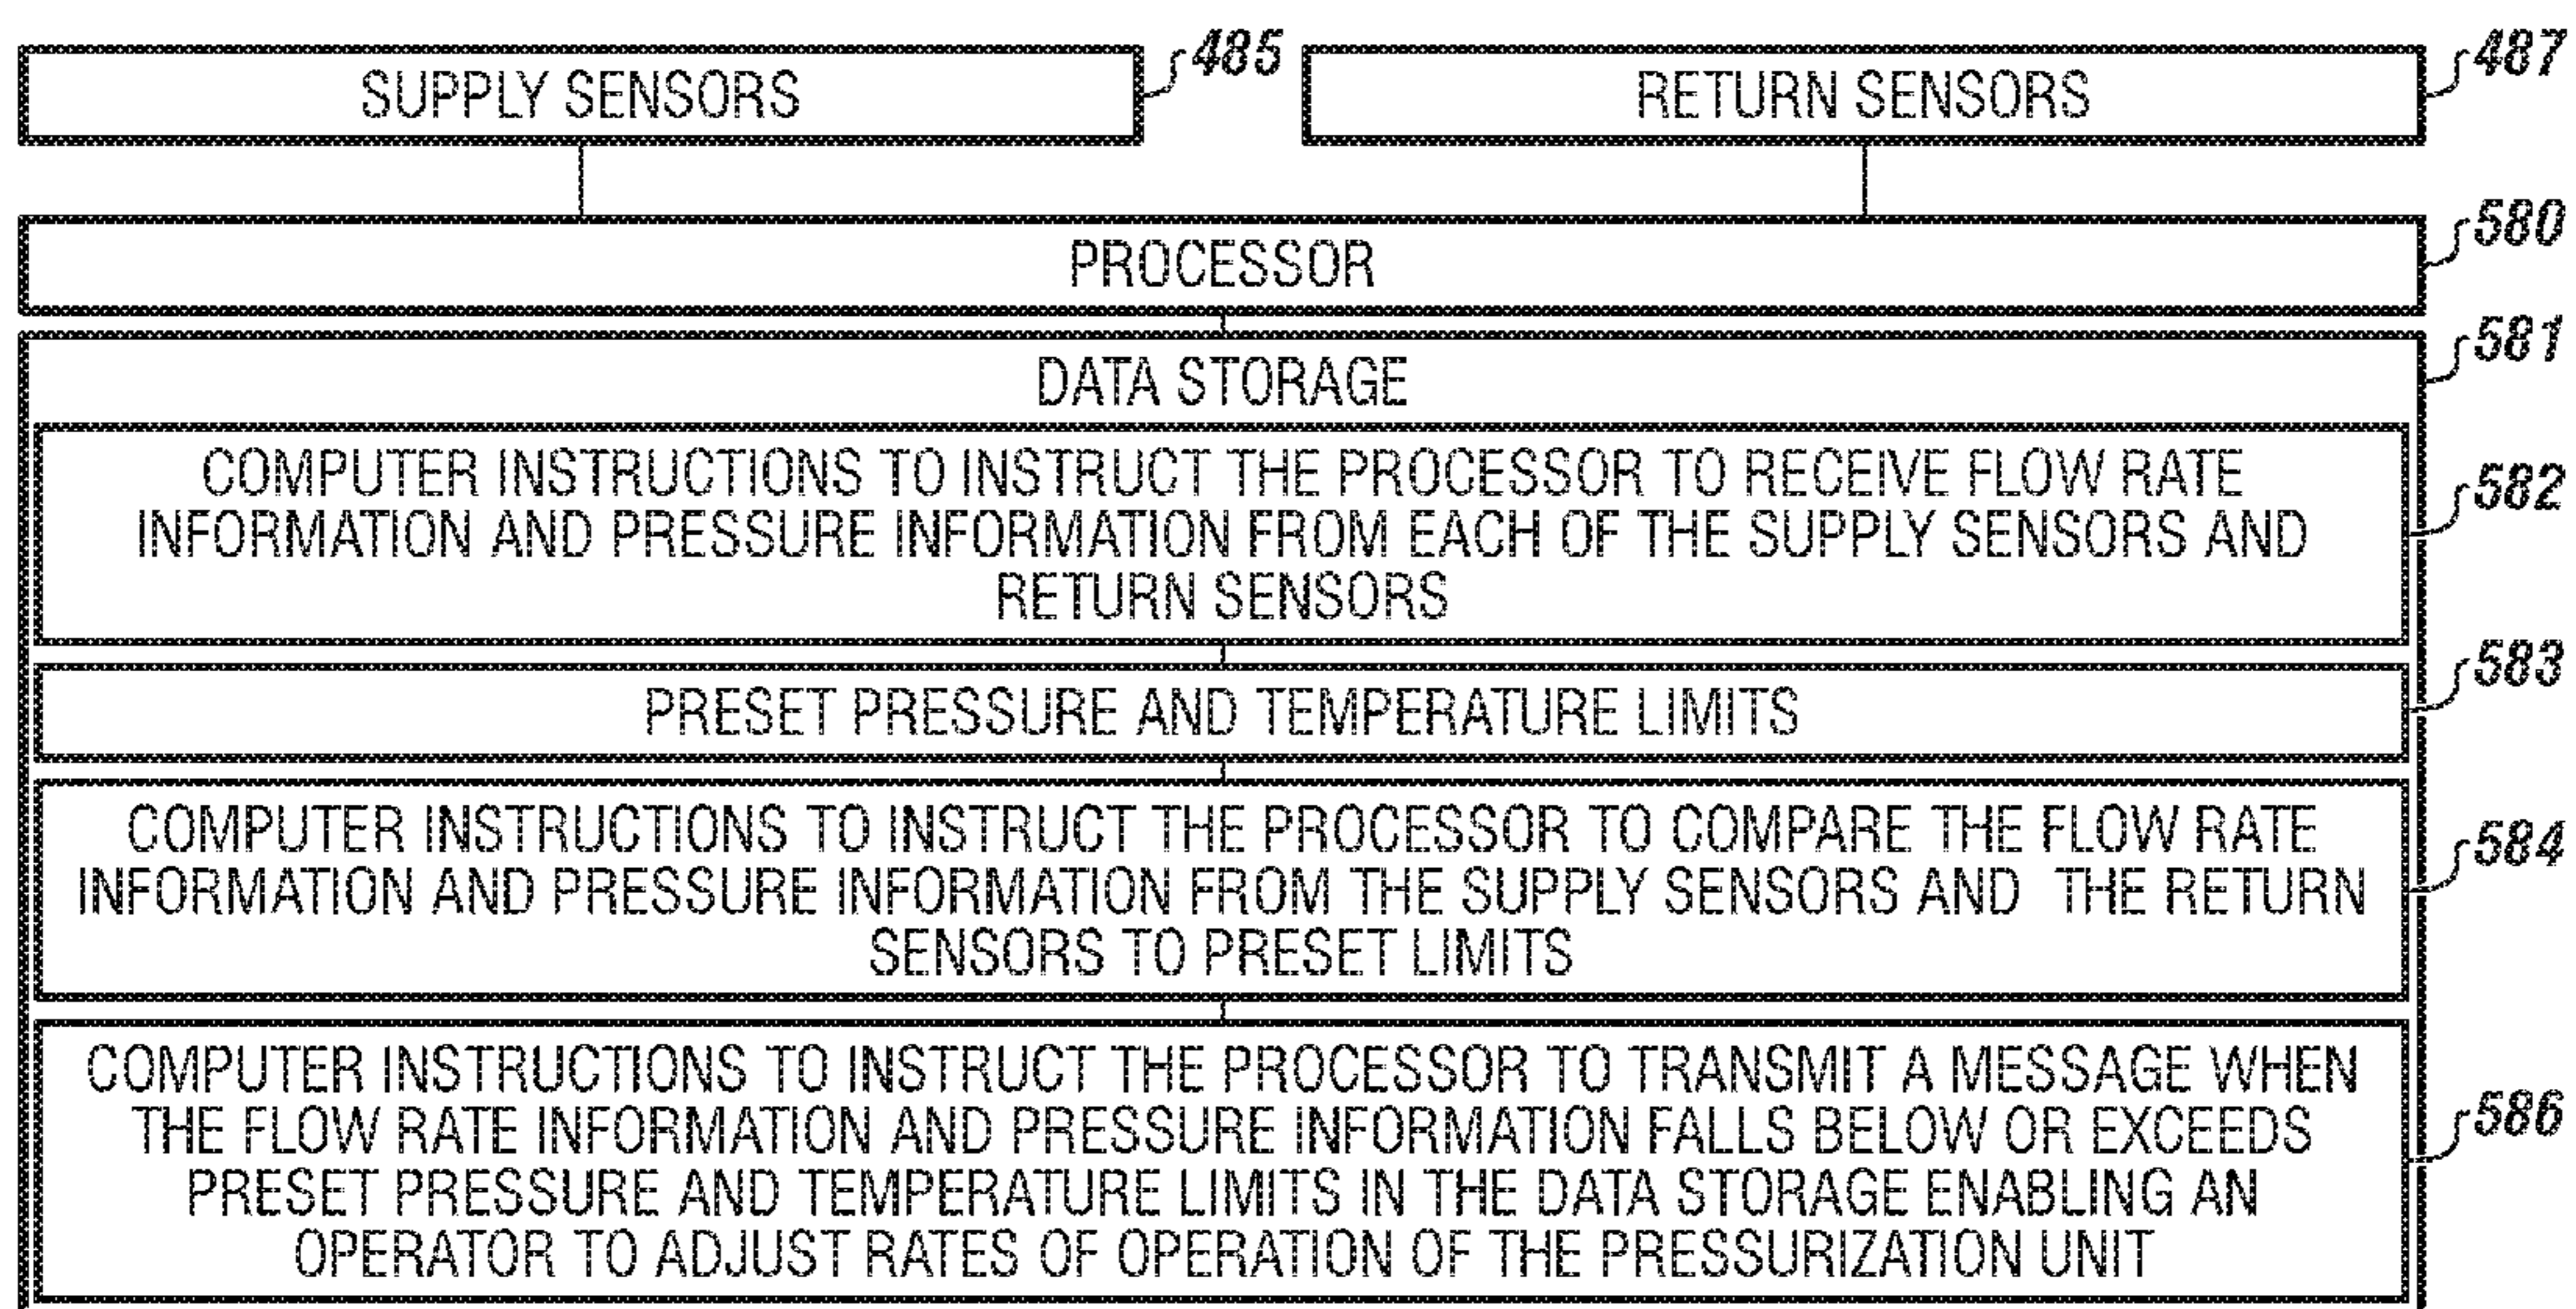 SUPPLY SENSORS
485
RETURN SENSORS
487
PROCESSOR
580
DATA STORAGE
581
COMPUTER INSTRUCTIONS TO INSTRUCT THE PROCESSOR TO RECEIVE FLOW RATE
INFORMATION AND PRESSURE INFORMATION FROM EACH OF THE SUPPLY SENSORS AND
RETURN SENSORS
582
PRESET PRESSURE AND TEMPERATURE LIMITS
583
COMPUTER INSTRUCTIONS TO INSTRUCT THE PROCESSOR TO COMPARE THE FLOW RATE
INFORMATION AND PRESSURE INFORMATION FROM THE SUPPLY SENSORS AND THE RETURN
SENSORS TO PRESET LIMITS
584
COMPUTER INSTRUCTIONS TO INSTRUCT THE PROCESSOR TO TRANSMIT A MESSAGE WHEN
THE FLOW RATE INFORMATION AND PRESSURE INFORMATION FALLS BELOW OR EXCEEDS
PRESET PRESSURE AND TEMPERATURE LIMITS IN THE DATA STORAGE ENABLING AN
OPERATOR TO ADJUST RATES OF OPERATION OF THE PRESSURIZATION UNIT
586